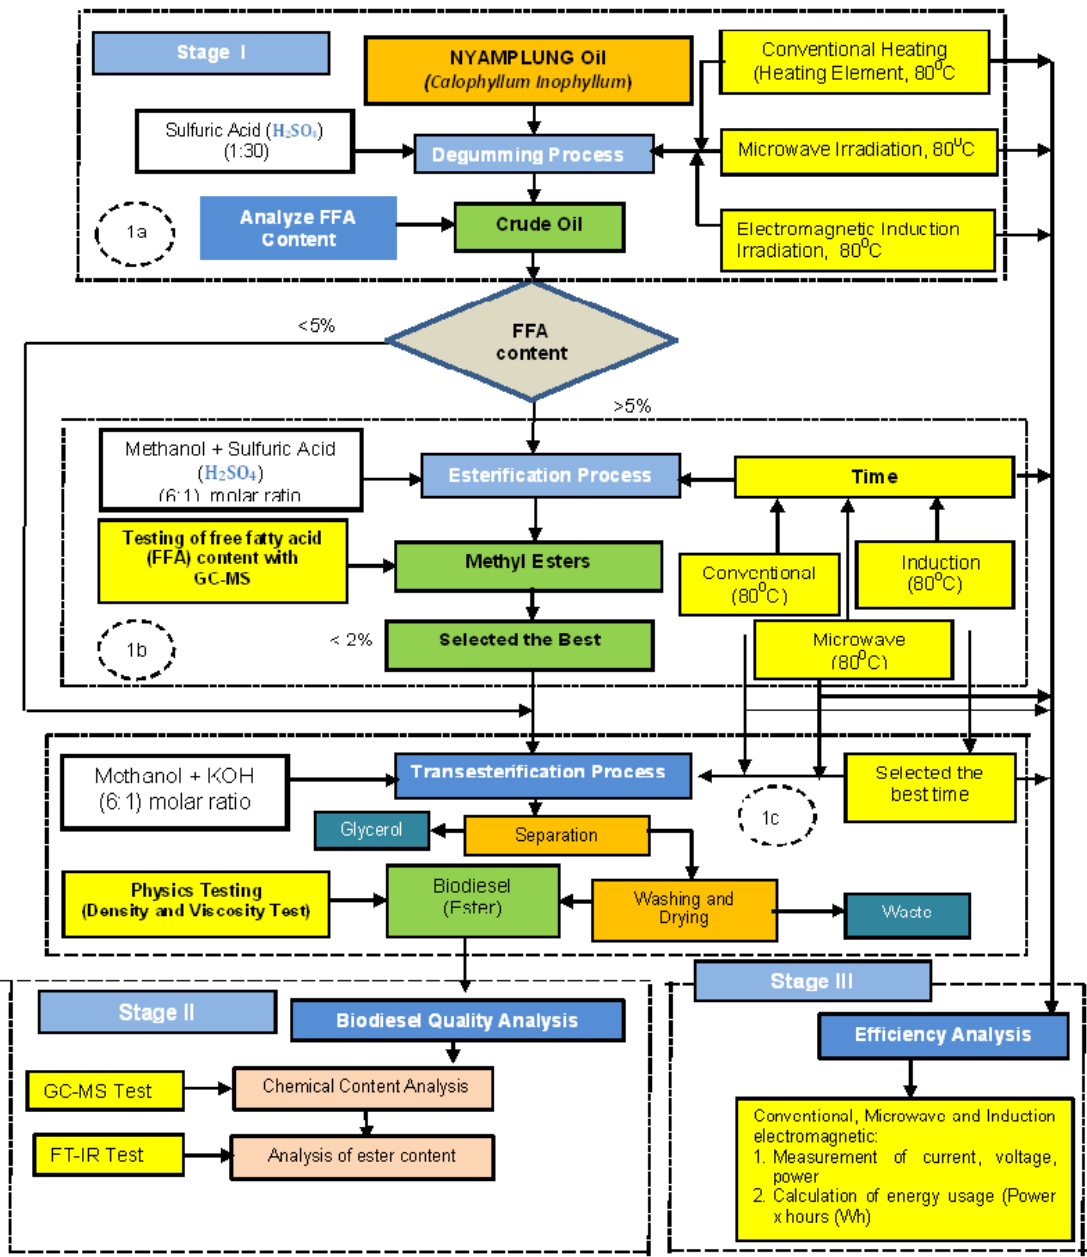 Stage I
NYAMPLUNG Oil
(Calophyllum Inophyllum)
Conventional Heating
(Heating Element, 80⁰C
Sulfuric Acid (H₂SO₄)
(1:30)
Degumming Process
Microwave Irradiation, 80⁰C
1a
Analyze FFA
Content
Crude Oil
Electromagnetic Induction
Irradiation, 80⁰C
<5%
FFA
content
>5%
Methanol + Sulfuric Acid
(H₂SO₄)
(6:1) molar ratio
Esterification Process
Time
Testing of free fatty acid
(FFA) content with
GC-MS
Methyl Esters
Conventional
(80⁰C)
Induction
(80⁰C)
1b
< 2%
Selected the Best
Microwave
(80⁰C)
Methanol + KOH
(6:1) molar ratio
Transesterification Process
Selected the
best time
1c
Glycerol
Separation
Physics Testing
(Density and Viscosity Test)
Biodiesel
(Ester)
Washing and
Drying
Waste
Stage II
Biodiesel Quality Analysis
GC-MS Test
Chemical Content Analysis
FT-IR Test
Analysis of ester content
Stage III
Efficiency Analysis
Conventional, Microwave and Induction
electromagnetic:
1. Measurement of current, voltage,
power
2. Calculation of energy usage (Power
x hours (Wh)